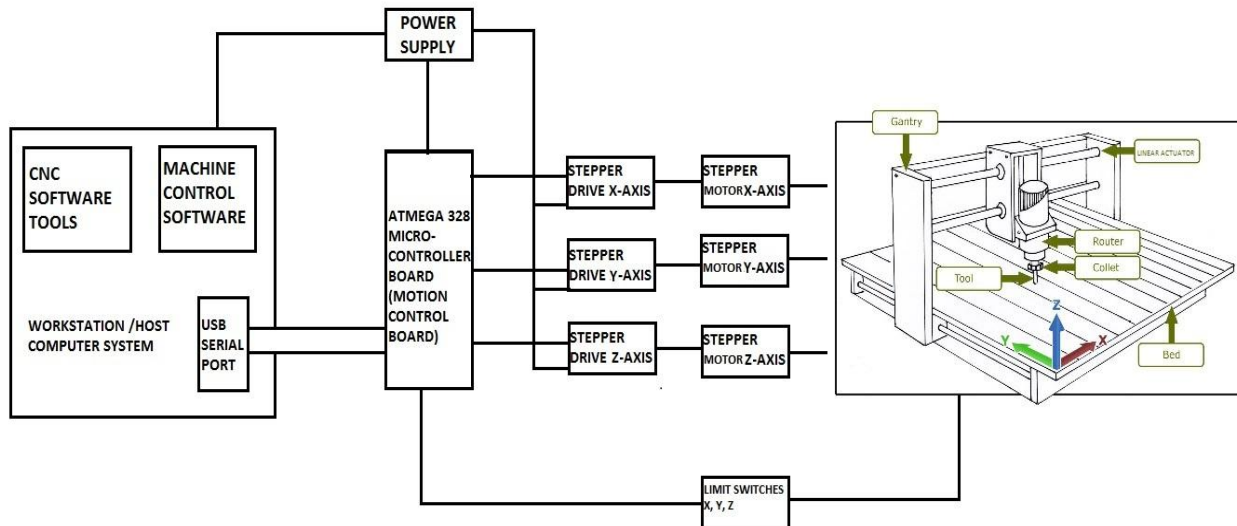 POWER
SUPPLY
CNC
SOFTWARE
TOOLS
MACHINE
CONTROL
SOFTWARE
WORKSTATION /HOST
COMPUTER SYSTEM
USB
SERIAL
PORT
ATMEGA 328
MICRO-
CONTROLLER
BOARD
(MOTION
CONTROL
BOARD)
STEPPER
DRIVE X-AXIS
STEPPER
MOTOR X-AXIS
STEPPER
DRIVE Y-AXIS
STEPPER
MOTOR Y-AXIS
STEPPER
DRIVE Z-AXIS
STEPPER
MOTOR Z-AXIS
LIMIT SWITCHES
X, Y, Z
Gantry
LINEAR ACTUATOR
Router
Collet
Tool
Z
Y
X
Bed